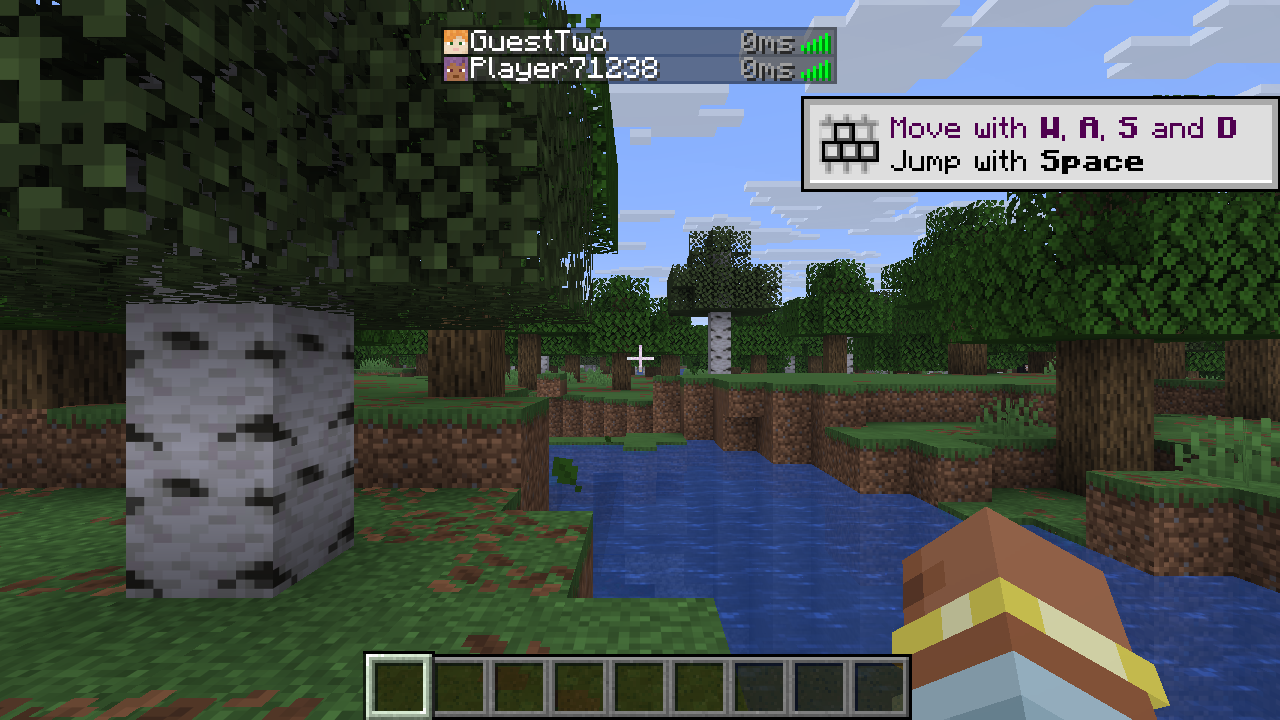 GuestTwo 0ms
Player71238 0ms
Move with W, A, S and D
Jump with Space